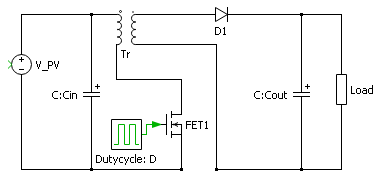 D1
V_PV
Tr
C:Cin
C:Cout
Load
FET1
Dutycycle: D
+
+
+